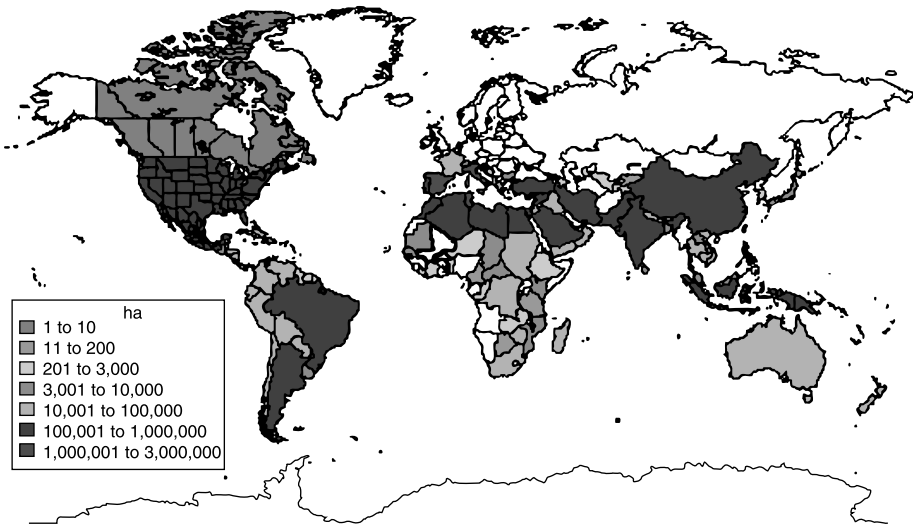 ha
1 to 10
11 to 200
201 to 3,000
3,001 to 10,000
10,001 to 100,000
100,001 to 1,000,000
1,000,001 to 3,000,000